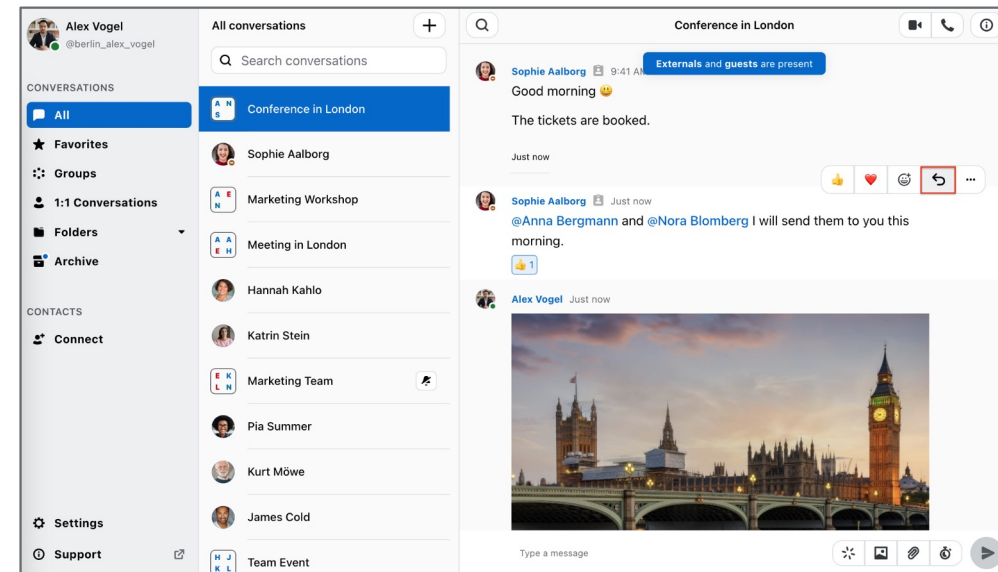 Alex Vogel
@berlin_alex_vogel
CONVERSATIONS
All
Favorites
Groups
1:1 Conversations
Folders
Archive
CONTACTS
Connect
Settings
Support
All conversations
Search conversations
A N
S
Conference in London
Sophie Aalborg
A E
N
Marketing Workshop
A A
E H
Meeting in London
Hannah Kahlo
Katrin Stein
E K
L N
Marketing Team
Pia Summer
Kurt Möwe
James Cold
H J
K L
Team Event
Conference in London
Externals and guests are present
Sophie Aalborg 9:41 AM
Good morning 😃
The tickets are booked.
Just now
Sophie Aalborg Just now
@Anna Bergmann and @Nora Blomberg I will send them to you this
morning.
👍 1
Alex Vogel Just now
Type a message